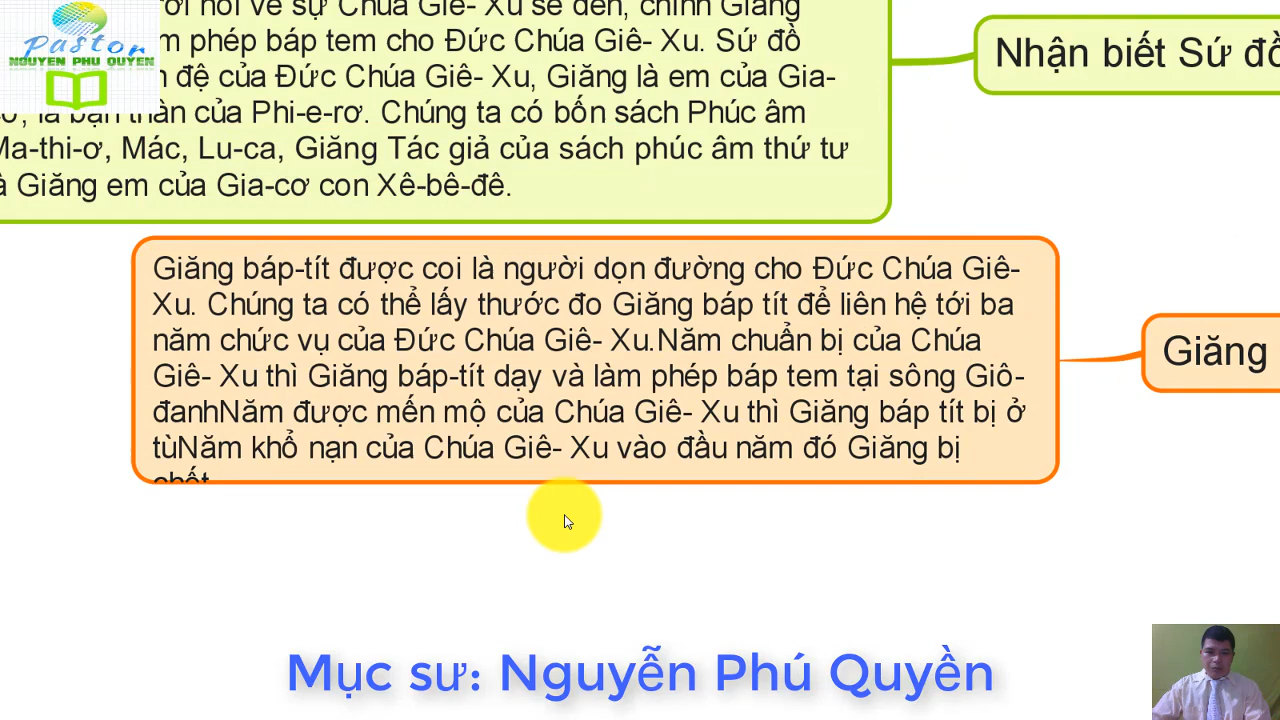 Pastor
NGUYEN PHU QUYEN
nói về sự Chúa Giê- Xu sẽ đến, chính Giăng
phép báp tem cho Đức Chúa Giê- Xu. Sứ đồ
đệ của Đức Chúa Giê- Xu, Giăng là em của Gia-
là bạn thân của Phi-e-rơ. Chúng ta có bốn sách Phúc âm
Ma-thi-ơ, Mác, Lu-ca, Giăng Tác giả của sách phúc âm thứ tư
Giăng em của Gia-cơ con Xê-bê-đê.
Nhận biết Sứ đồ
Giăng báp-tít được coi là người dọn đường cho Đức Chúa Giê-
Xu. Chúng ta có thể lấy thước đo Giăng báp tít để liên hệ tới ba
năm chức vụ của Đức Chúa Giê- Xu.Năm chuẩn bị của Chúa
Giê- Xu thì Giăng báp-tít dạy và làm phép báp tem tại sông Giô-
đanhNăm được mến mộ của Chúa Giê- Xu thì Giăng báp tít bị ở
tùNăm khổ nạn của Chúa Giê- Xu vào đầu năm đó Giăng bị
chết
Giăng
Mục sư: Nguyễn Phú Quyền